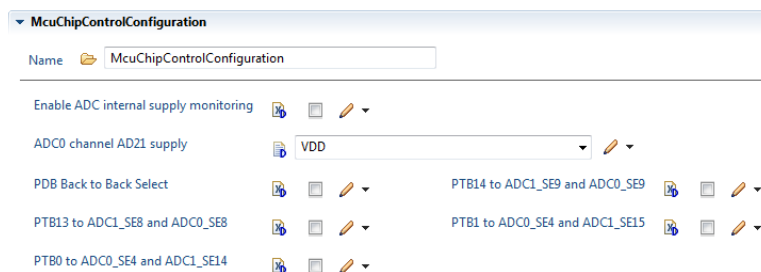 McuChipControlConfiguration
Name McuChipControlConfiguration
Enable ADC internal supply monitoring
ADC0 channel AD21 supply VDD
PDB Back to Back Select PTB14 to ADC1_SE9 and ADC0_SE9
PTB13 to ADC1_SE8 and ADC0_SE8 PTB1 to ADC0_SE4 and ADC1_SE15
PTB0 to ADC0_SE4 and ADC1_SE14